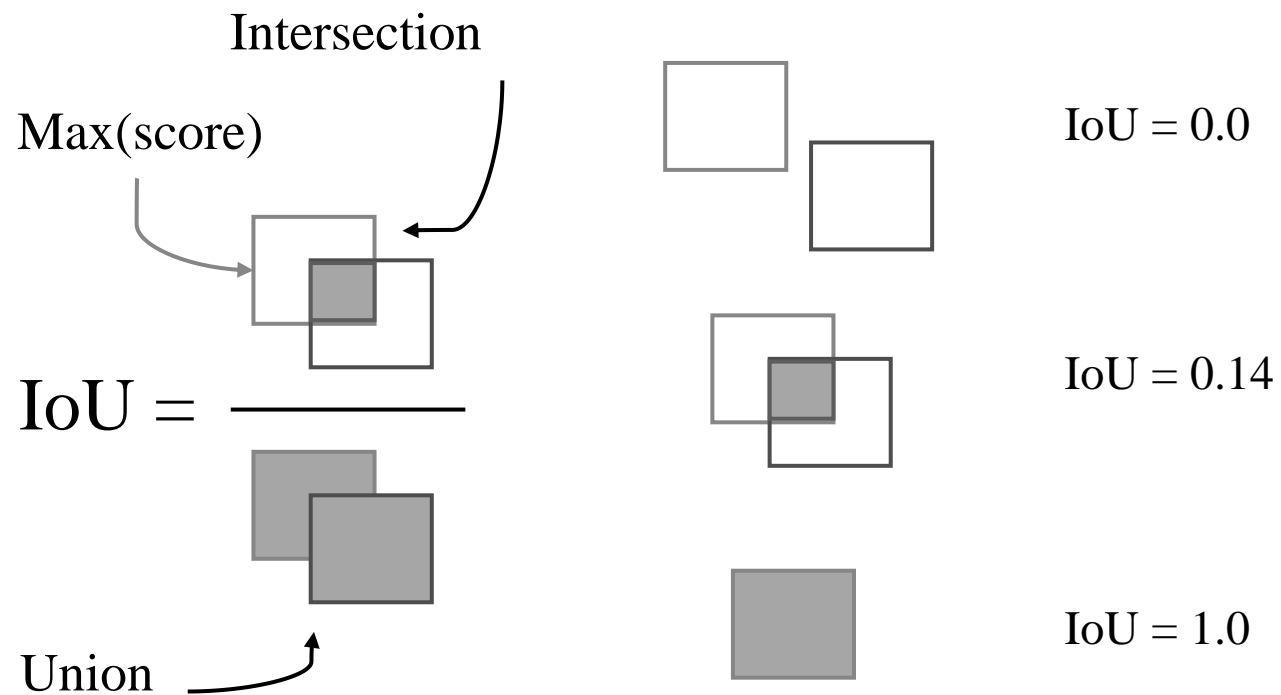 Intersection
Max(score)
IoU =
Union
IoU = 0.0
IoU = 0.14
IoU = 1.0